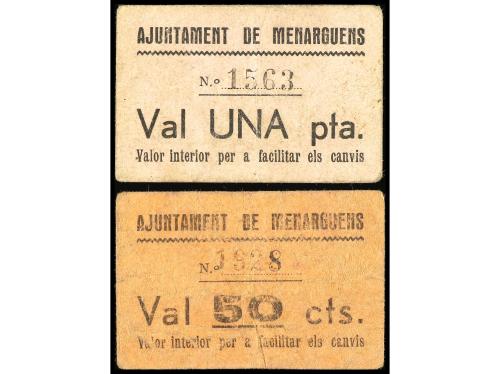 AJUNTAMENT DE MENARGUENS
N.º 1563
Val UNA pta.
Valor interior per a facilitar els canvis
AJUNTAMENT DE MENARGUENS
N.º 1928
Val 50 cts.
Valor interior per a facilitar els canvis